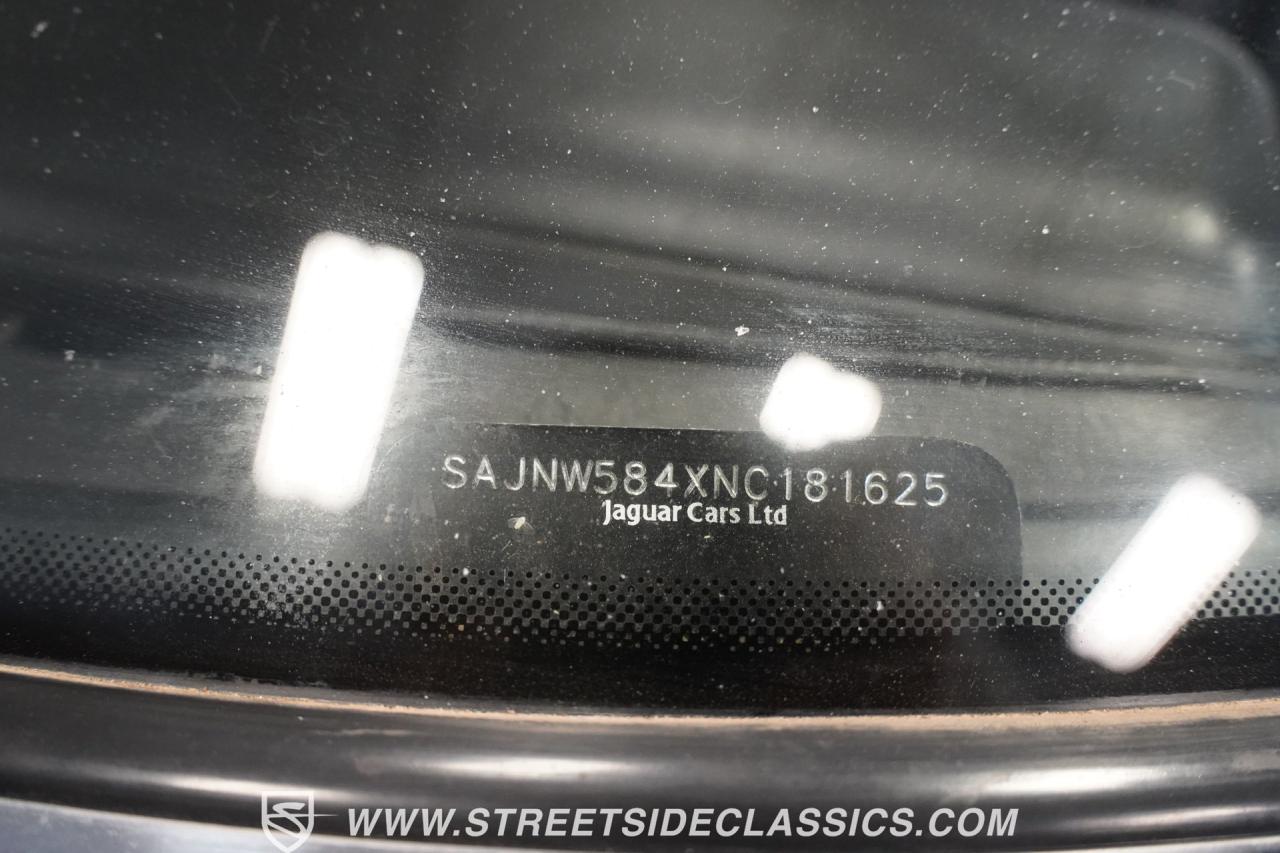 SAJNW584XNC181625
Jaguar Cars Ltd
WWW.STREETSIDECLASSICS.COM